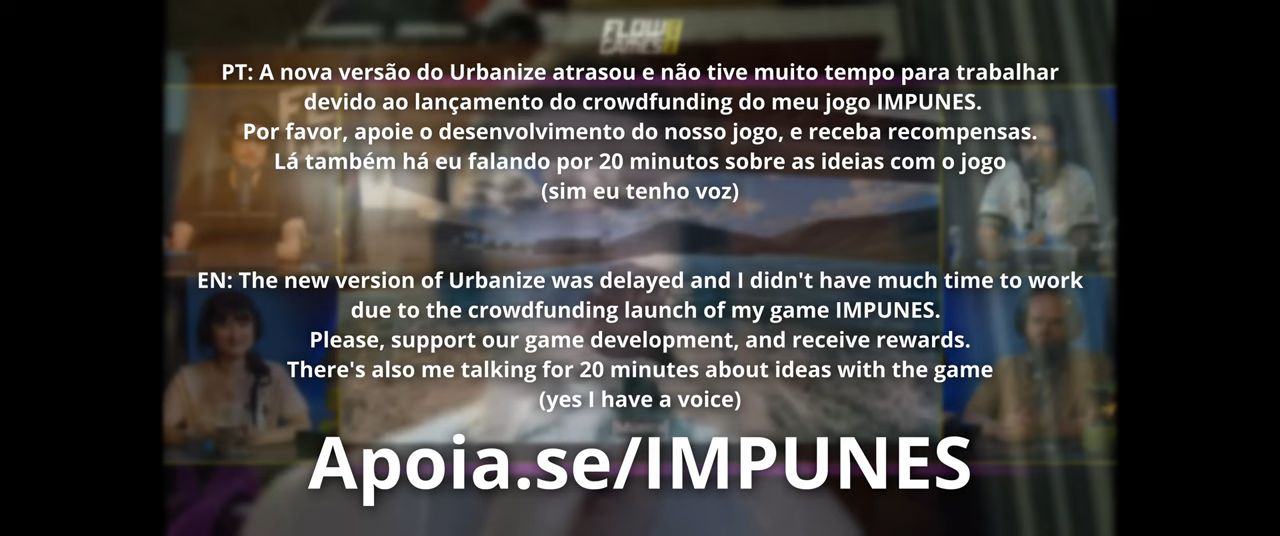 FLOW
GAMES
PT: A nova versão do Urbanize atrasou e não tive muito tempo para trabalhar
devido ao lançamento do crowdfunding do meu jogo IMPUNES.
Por favor, apoie o desenvolvimento do nosso jogo, e receba recompensas.
Lá também há eu falando por 20 minutos sobre as ideias com o jogo
(sim eu tenho voz)
EN: The new version of Urbanize was delayed and I didn't have much time to work
due to the crowdfunding launch of my game IMPUNES.
Please, support our game development, and receive rewards.
There's also me talking for 20 minutes about ideas with the game
(yes I have a voice)
Apoia.se/IMPUNES